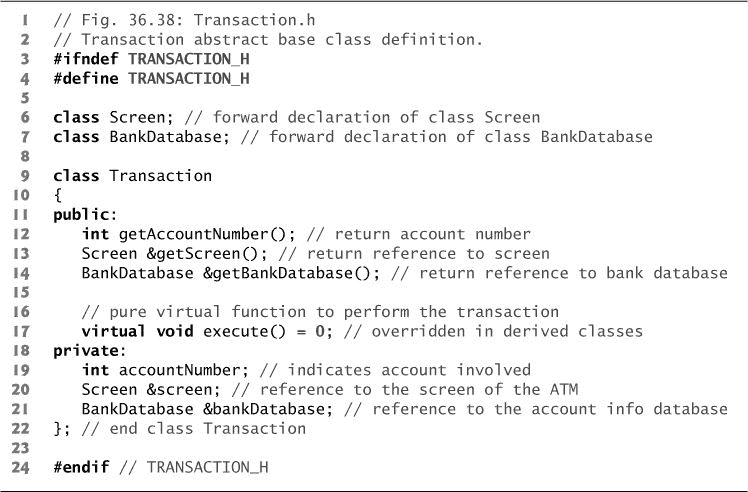 1 // Fig. 36.38: Transaction.h
2 // Transaction abstract base class definition.
3 #ifndef TRANSACTION_H
4 #define TRANSACTION_H
5
6 class Screen; // forward declaration of class Screen
7 class BankDatabase; // forward declaration of class BankDatabase
8
9 class Transaction
10 {
11 public:
12    int getAccountNumber(); // return account number
13    Screen &getScreen(); // return reference to screen
14    BankDatabase &getBankDatabase(); // return reference to bank database
15
16    // pure virtual function to perform the transaction
17    virtual void execute() = 0; // overridden in derived classes
18 private:
19    int accountNumber; // indicates account involved
20    Screen &screen; // reference to the screen of the ATM
21    BankDatabase &bankDatabase; // reference to the account info database
22 }; // end class Transaction
23
24 #endif // TRANSACTION_H